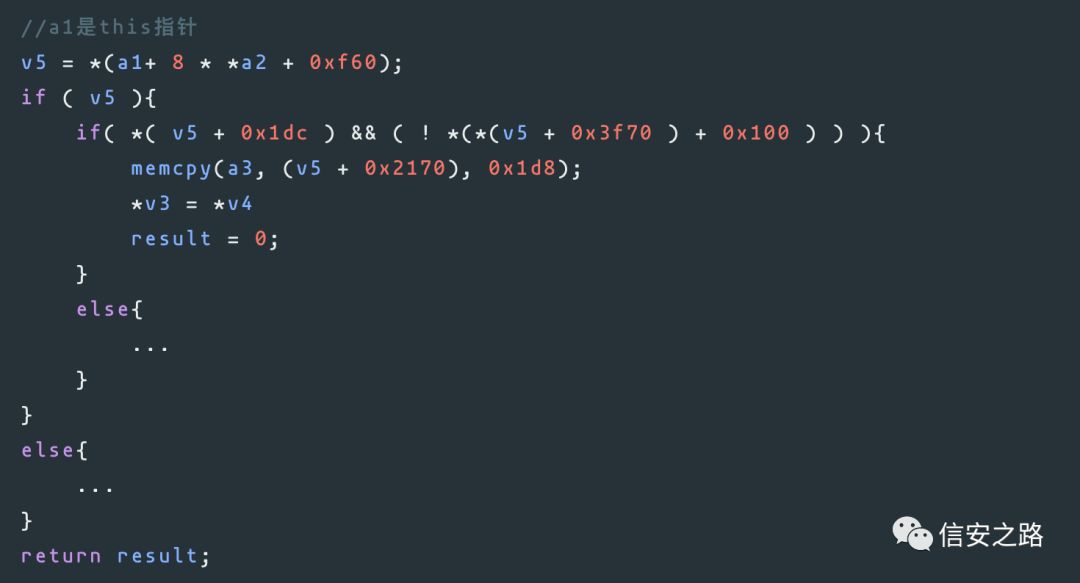 //a1是this指针
v5 = *(a1+ 8 * *a2 + 0xf60);
if ( v5 ){
    if( *( v5 + 0x1dc ) && ( ! *(*(v5 + 0x3f70 ) + 0x100 ) ) ){
        memcpy(a3, (v5 + 0x2170), 0x1d8);
        *v3 = *v4
        result = 0;
    }
    else{
        ...
    }
}
else{
    ...
}
return result;
信安之路